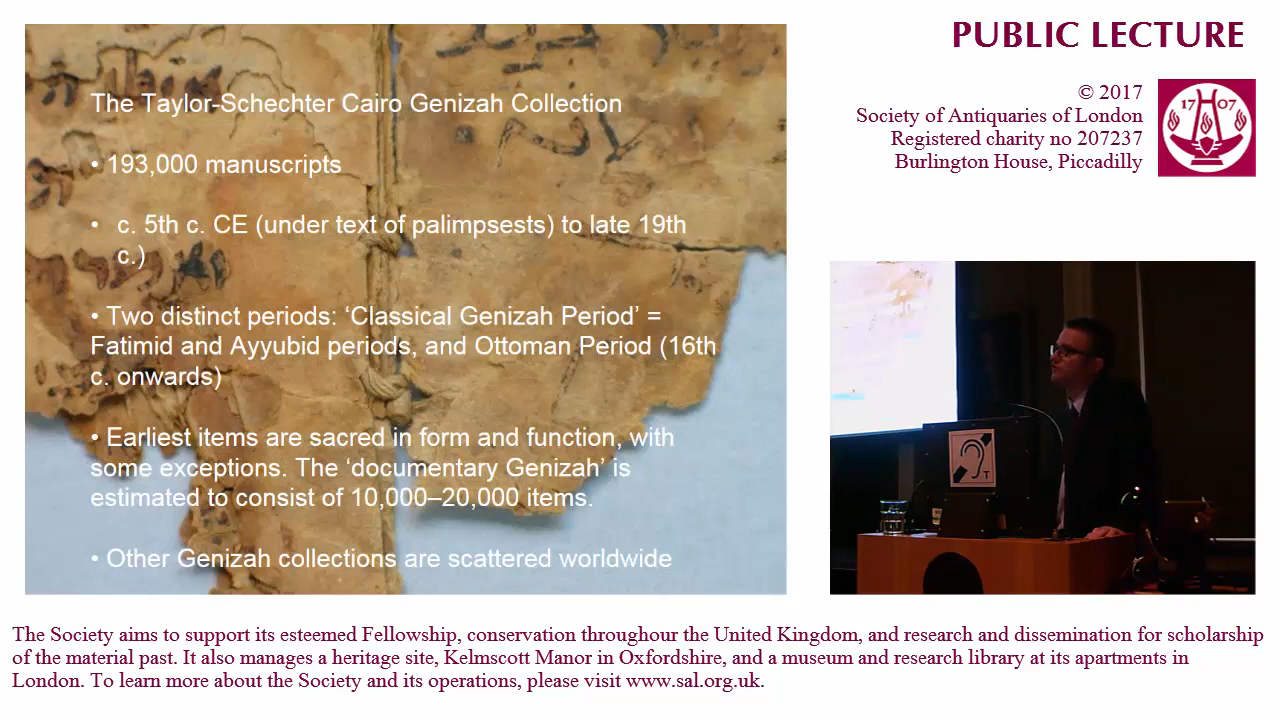 The Taylor-Schechter Cairo Genizah Collection
• 193,000 manuscripts
• c. 5th c. CE (under text of palimpsests) to late 19th
c.)
• Two distinct periods: ‘Classical Genizah Period’ =
Fatimid and Ayyubid periods, and Ottoman Period (16th
c. onwards)
• Earliest items are sacred in form and function, with
some exceptions. The ‘documentary Genizah’ is
estimated to consist of 10,000–20,000 items.
• Other Genizah collections are scattered worldwide
PUBLIC LECTURE
© 2017
Society of Antiquaries of London
Registered charity no 207237
Burlington House, Piccadilly
17 07
T
The Society aims to support its esteemed Fellowship, conservation throughour the United Kingdom, and research and dissemination for scholarship
of the material past. It also manages a heritage site, Kelmscott Manor in Oxfordshire, and a museum and research library at its apartments in
London. To learn more about the Society and its operations, please visit www.sal.org.uk.